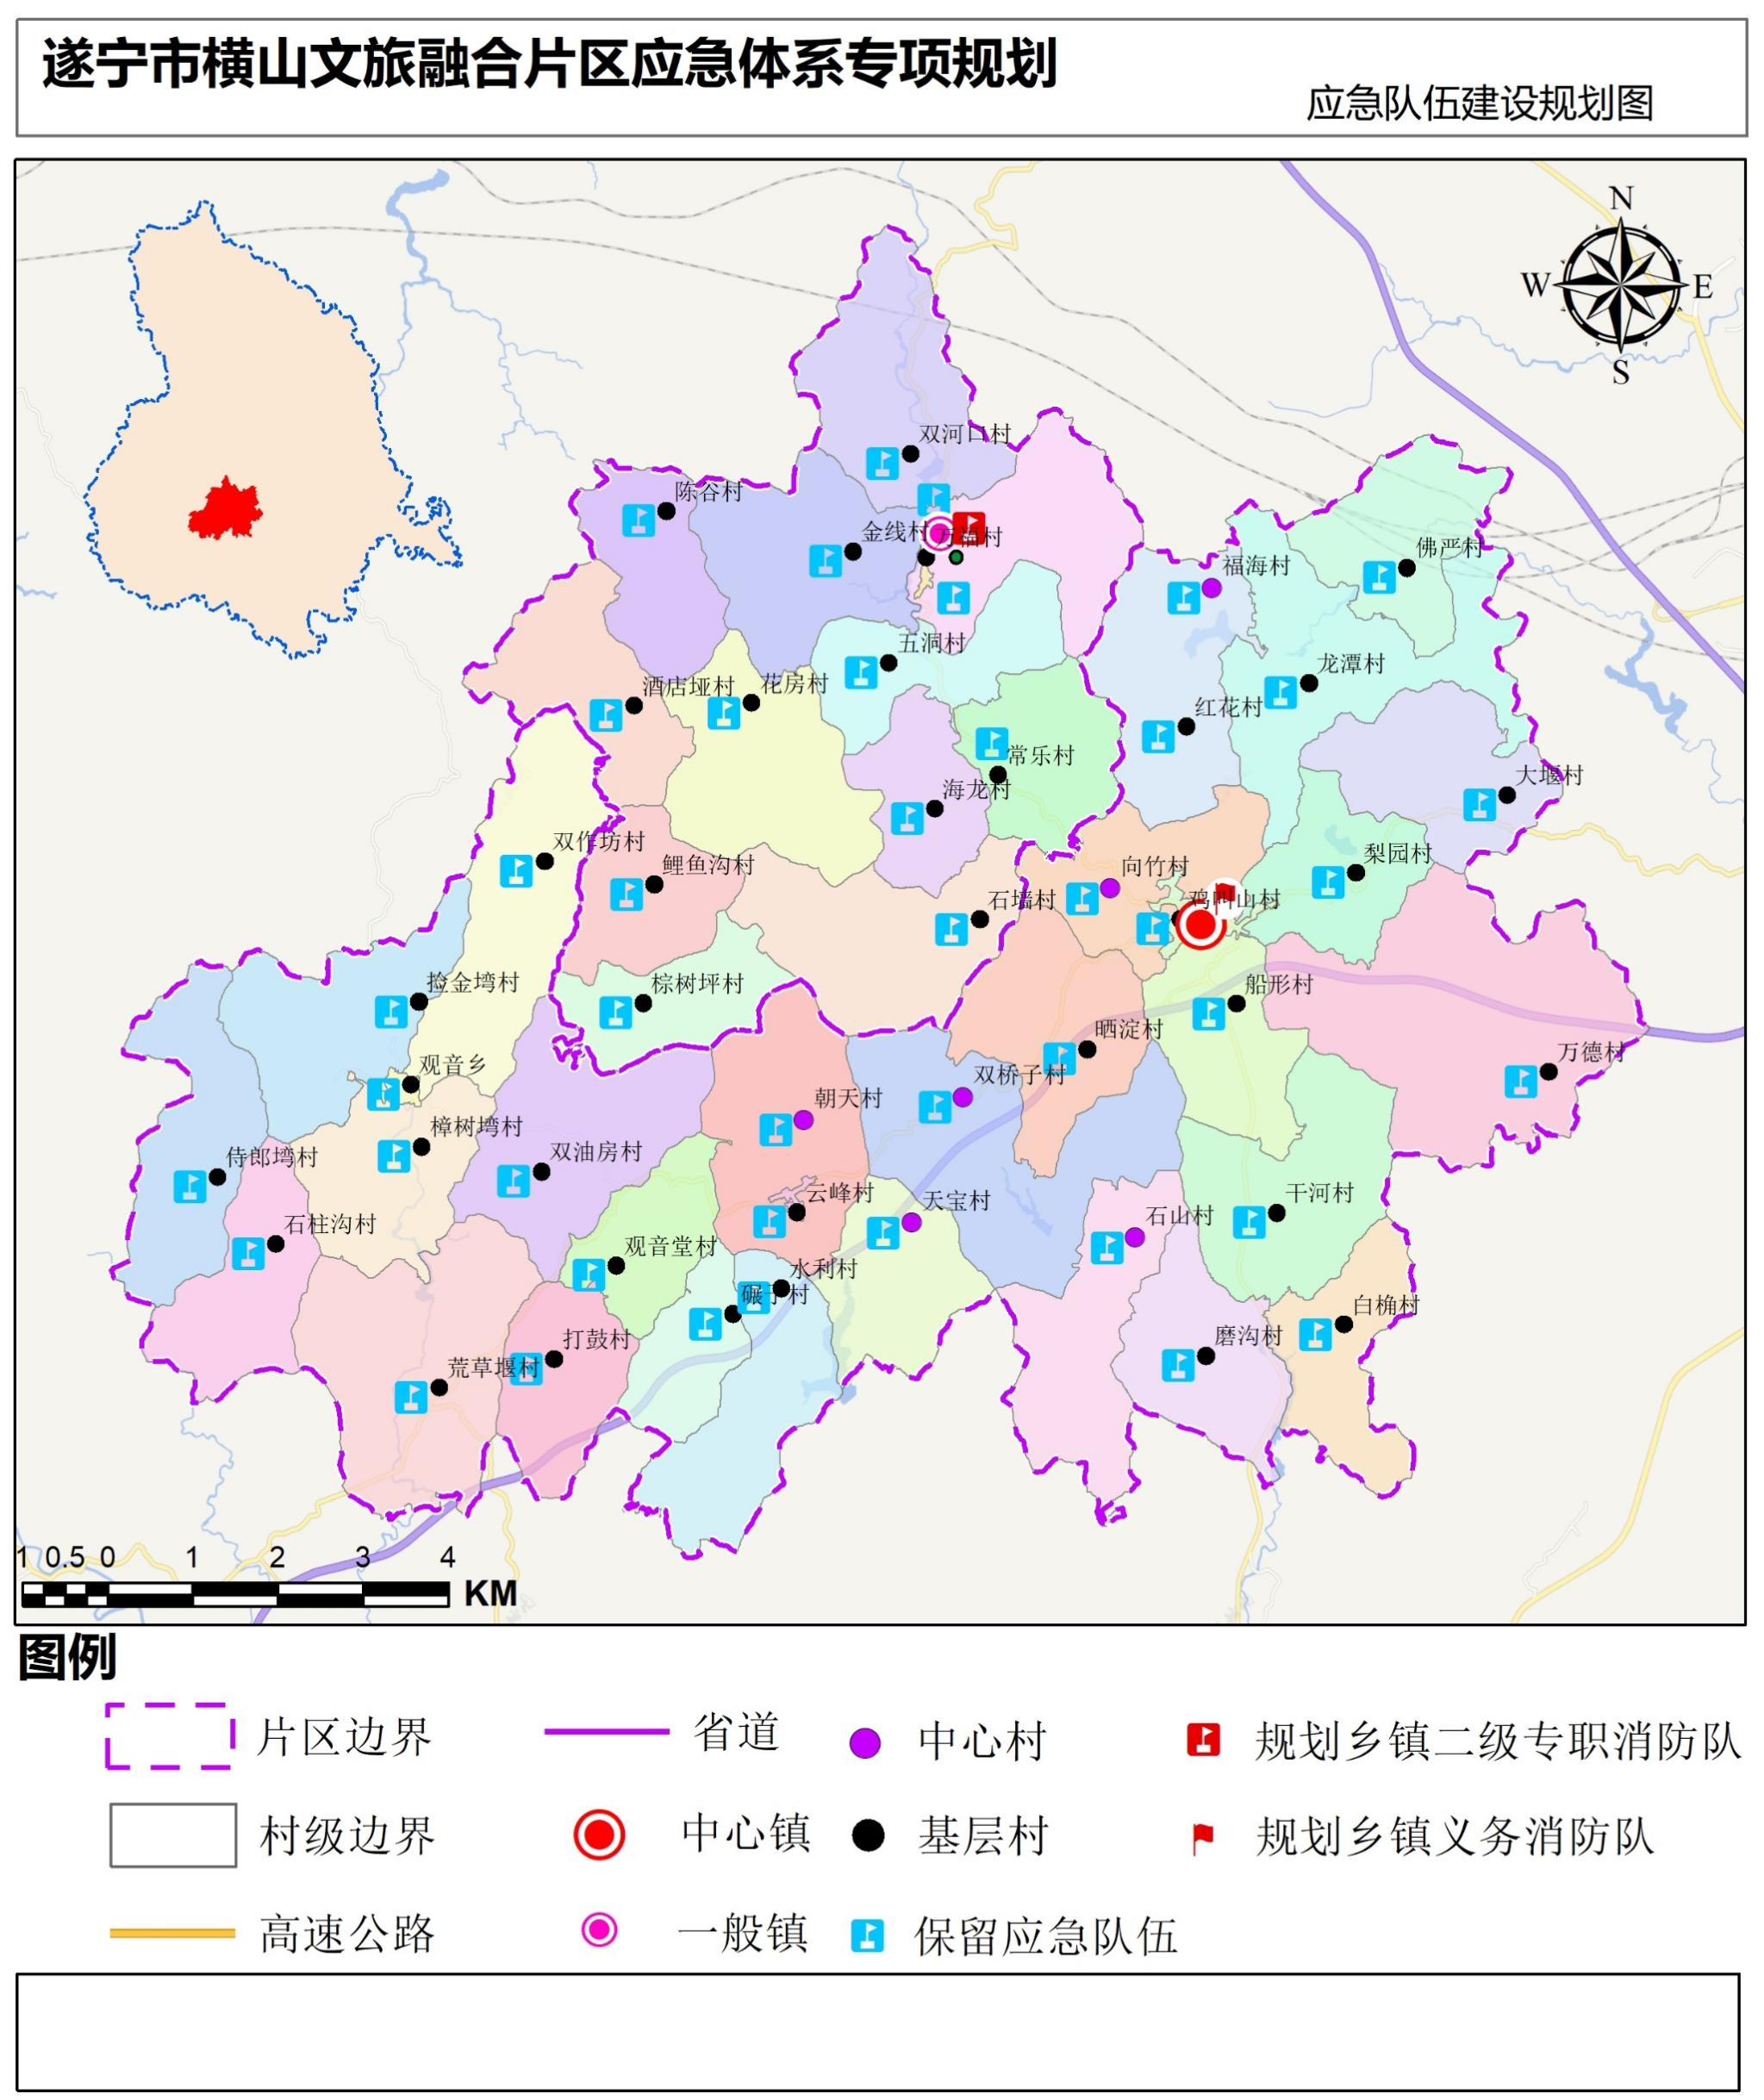 遂宁市横山文旅融合片区应急体系专项规划
应急队伍建设规划图
N
W
E
S
双河口村
陈谷村
金线村
万福村
佛严村
福海村
五洞村
龙潭村
酒店垭村
花房村
红花村
常乐村
大堰村
海龙村
双作坊村
鲤鱼沟村
向竹村
梨园村
石墙村
鸡叫山村
捡金塆村
棕树坪村
船形村
晒淀村
观音乡
双桥子村
万德村
朝天村
樟树塆村
双油房村
侍郎塆村
云峰村
天宝村
干河村
石柱沟村
石山村
观音堂村
水利村
碾子村
白桷村
打鼓村
磨沟村
荒草堰村
1 0.5 0 1 2 3 4
KM
图例
片区边界
省道
中心村
规划乡镇二级专职消防队
村级边界
中心镇
基层村
规划乡镇义务消防队
高速公路
一般镇
保留应急队伍